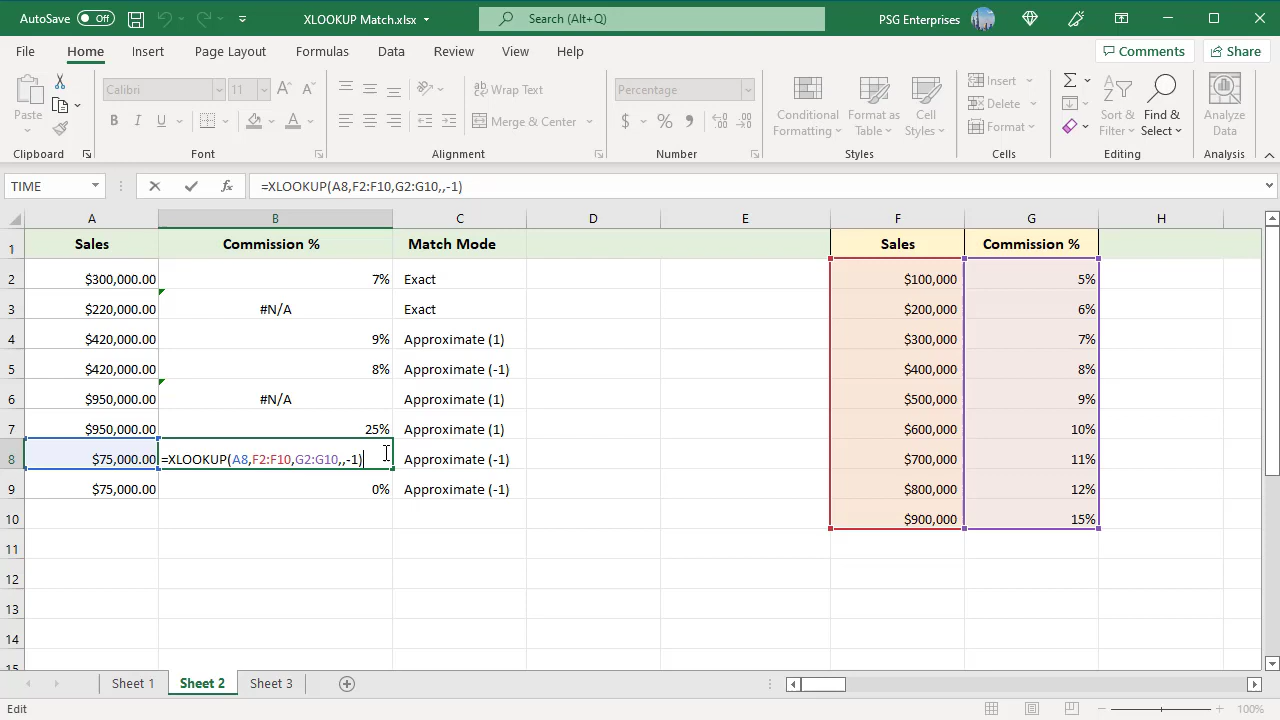 AutoSave Off XLOOKUP Match.xlsx Search (Alt+Q) PSG Enterprises
File Home Insert Page Layout Formulas Data Review View Help Comments Share
Paste
Clipboard
Calibri 11
B I U A
Font
ab Wrap Text
Merge & Center
Alignment
Percentage
$ % 9
Number
Conditional Formatting
Format as Table
Cell Styles
Styles
Insert
Delete
Format
Cells
Sort & Filter
Find & Select
Editing
Analyze Data
Analysis
TIME fx =XLOOKUP(A8,F2:F10,G2:G10,,-1)
A B C D E F G H
1 Sales Commission % Match Mode Sales Commission %
2 $300,000.00 7% Exact $100,000 5%
3 $220,000.00 #N/A Exact $200,000 6%
4 $420,000.00 9% Approximate (1) $300,000 7%
5 $420,000.00 8% Approximate (-1) $400,000 8%
6 $950,000.00 #N/A Approximate (1) $500,000 9%
7 $950,000.00 25% Approximate (1) $600,000 10%
8 $75,000.00 =XLOOKUP(A8,F2:F10,G2:G10,,-1) Approximate (-1) $700,000 11%
9 $75,000.00 0% Approximate (-1) $800,000 12%
10 $900,000 15%
11
12
13
14
15
Sheet 1 Sheet 2 Sheet 3
Edit 100%